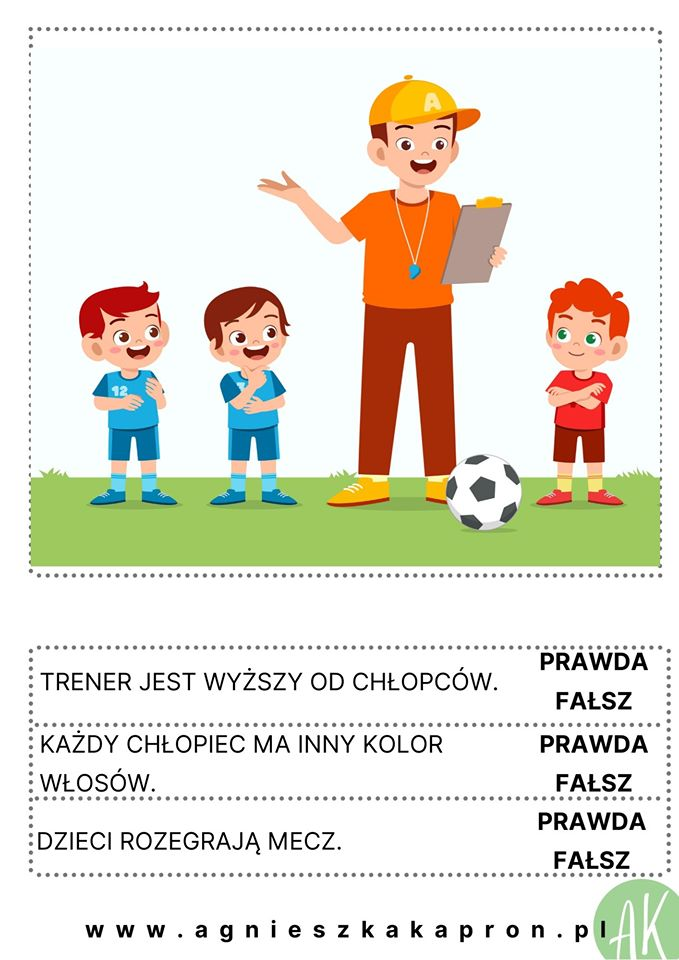 A
12
TRENER JEST WYŻSZY OD CHŁOPCÓW.
PRAWDA
FAŁSZ
KAŻDY CHŁOPIEC MA INNY KOLOR
WŁOSÓW.
PRAWDA
FAŁSZ
DZIECI ROZEGRAJĄ MECZ.
PRAWDA
FAŁSZ
www.agnieszkakapron.pl
AK